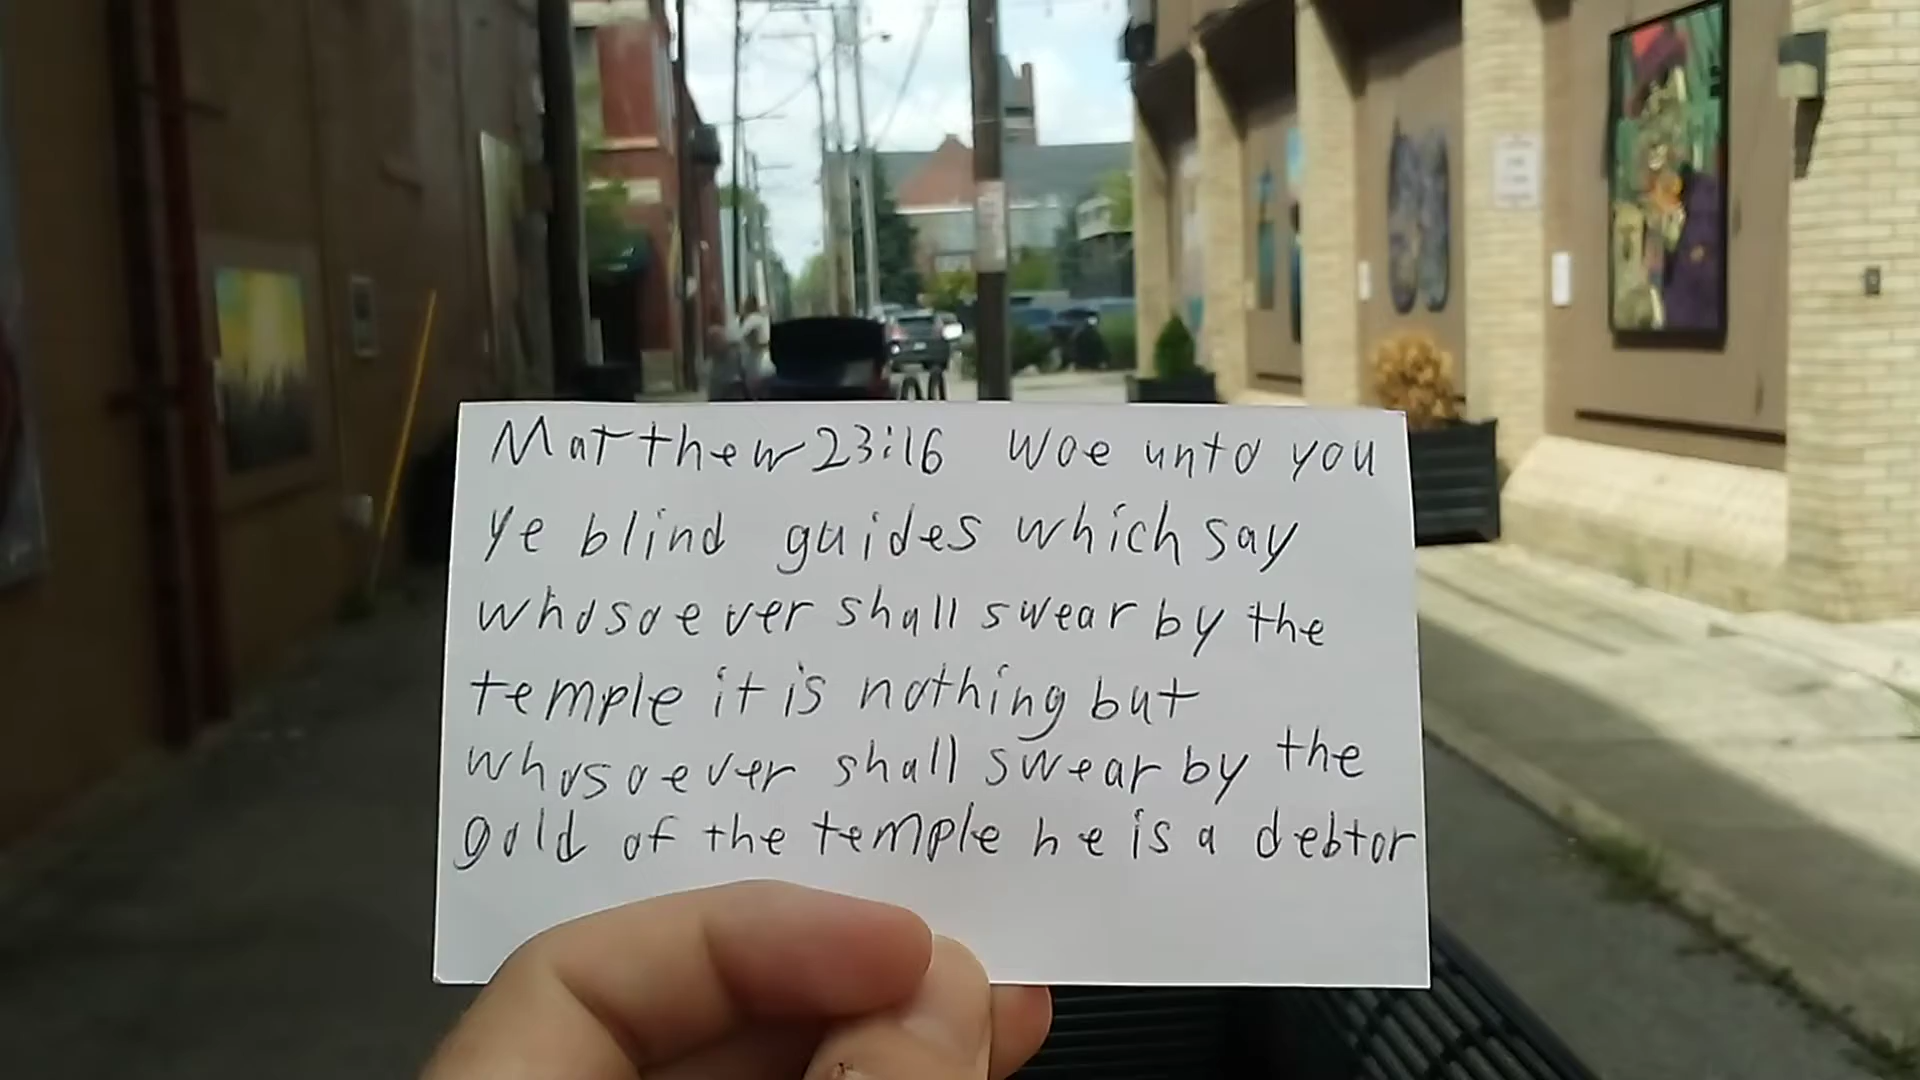 Matthew 23:16 Woe unto you
ye blind guides which say
whosoever shall swear by the
temple it is nothing but
whosoever shall swear by the
gold of the temple he is a debtor